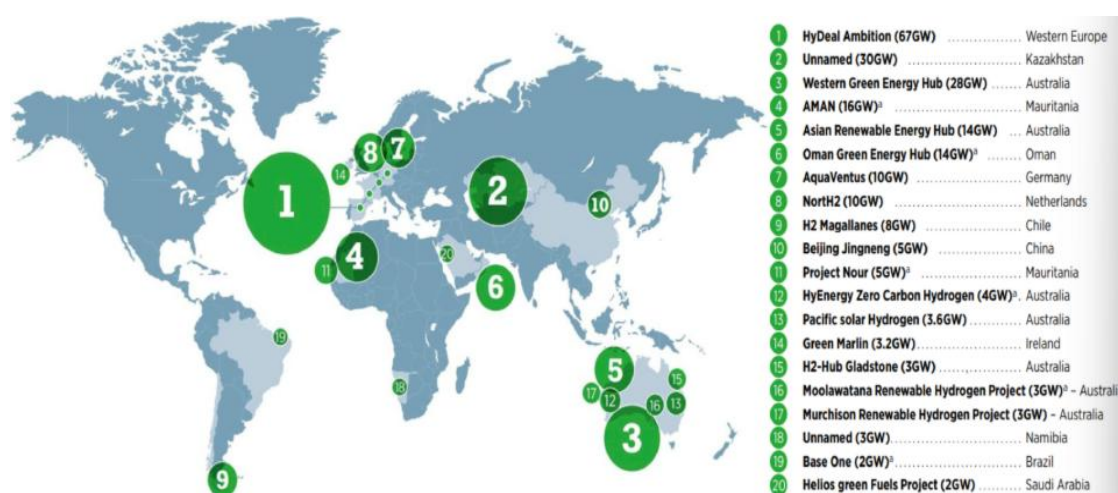 1 HyDeal Ambition (67GW) .................... Western Europe
2 Unnamed (30GW) .......................... Kazakhstan
3 Western Green Energy Hub (28GW) ....... Australia
4 AMAN (16GW)ª ............................ Mauritania
5 Asian Renewable Energy Hub (14GW) ... Australia
6 Oman Green Energy Hub (14GW)ª ........ Oman
7 AquaVentus (10GW) ...................... Germany
8 NortH2 (10GW) ........................... Netherlands
9 H2 Magallanes (8GW) .................... Chile
10 Beijing Jingneng (5GW) .................. China
11 Project Nour (5GW)ª ..................... Mauritania
12 HyEnergy Zero Carbon Hydrogen (4GW)ª. Australia
13 Pacific solar Hydrogen (3.6GW) ............ Australia
14 Green Marlin (3.2GW) ..................... Ireland
15 H2-Hub Gladstone (3GW) ................ Australia
16 Moolawatana Renewable Hydrogen Project (3GW)ª – Australi
17 Murchison Renewable Hydrogen Project (3GW) – Australia
18 Unnamed (3GW)........................... Namibia
19 Base One (2GW)ª .......................... Brazil
20 Helios green Fuels Project (2GW) ......... Saudi Arabia
8
7
14
1
2
10
4
20
11
6
19
5
15
18
17
12
16
13
3
9